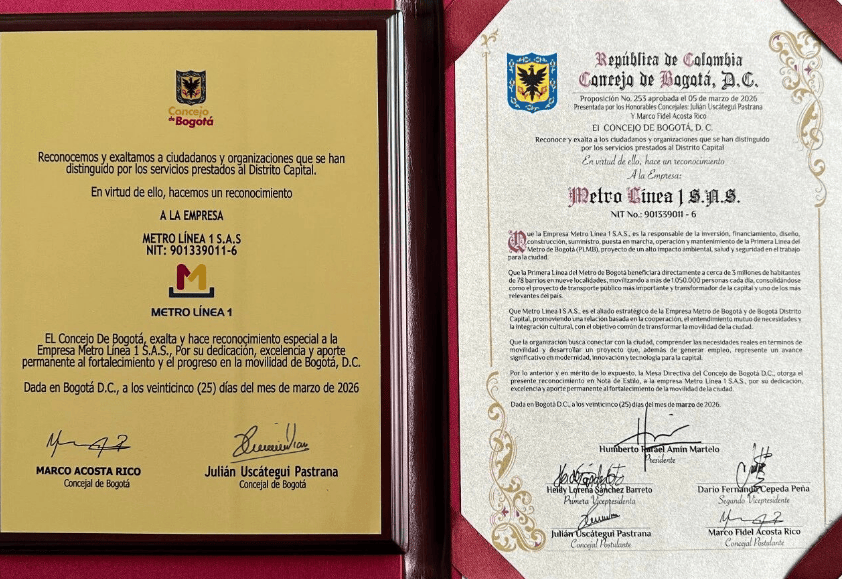 Concejo
de Bogotá
Reconocemos y exaltamos a ciudadanos y organizaciones que se han
distinguido por los servicios prestados al Distrito Capital.
En virtud de ello, hacemos un reconocimiento
A LA EMPRESA
METRO LÍNEA 1 S.A.S
NIT: 901339011-6
METRO LÍNEA 1
EL Concejo De Bogotá, exalta y hace reconocimiento especial a la
Empresa Metro Línea 1 S.A.S., Por su dedicación, excelencia y aporte
permanente al fortalecimiento y el progreso en la movilidad de Bogotá, D.C.
Dada en Bogotá D.C., a los veinticinco (25) días del mes de marzo de 2026
MARCO ACOSTA RICO
Concejal de Bogotá
Julián Uscátegui Pastrana
Concejal de Bogotá
República de Colombia
Concejo de Bogotá, D.C.
Proposición No. 253 aprobada el 05 de marzo de 2026
Presentada por los Honorables Concejales: Julián Uscátegui Pastrana
Y Marco Fidel Acosta Rico
El CONCEJO DE BOGOTÁ, D. C.
Reconoce y exalta a los ciudadanos y organizaciones que se han distinguido
por los servicios prestados al Distrito Capital
En virtud de ello, hace un reconocimiento
A la Empresa:
Metro Línea 1 S.A.S.
NIT No.: 901339011 - 6
Que la Empresa Metro Línea 1 S.A.S., es la responsable de la inversión, financiamiento, diseño,
construcción, suministro, puesta en marcha, operación y mantenimiento de la Primera Línea del
Metro de Bogotá (PLMB), proyecto de un alto impacto ambiental, salud y seguridad en el trabajo
para la ciudad.
Que la Primera Línea del Metro de Bogotá beneficiará directamente a cerca de 3 millones de habitantes
de 78 barrios en nueve localidades, movilizando a más de 1.050.000 personas cada día, consolidándose
como el proyecto de transporte público más importante y transformador de la capital y uno de los más
relevantes del país.
Que Metro Línea 1 S.A.S., es el aliado estratégico de la Empresa Metro de Bogotá y de Bogotá Distrito
Capital, promoviendo una relación basada en la cooperación, el entendimiento mutuo de necesidades y
la integración cultural, con el objetivo común de transformar la movilidad de la ciudad.
Que la organización busca conectar con la ciudad, comprender las necesidades reales en términos de
movilidad y desarrollar un proyecto que, además de generar empleo, represente un avance
significativo en modernidad, innovación y tecnología para la capital.
Por lo anterior y en mérito de lo expuesto, la Mesa Directiva del Concejo de Bogotá D.C., otorga el
presente reconocimiento en Nota de Estilo, a la empresa Metro Línea 1 S.A.S., por su dedicación,
excelencia y aporte permanente al fortalecimiento de la movilidad de la ciudad.
Dada en Bogotá D.C., a los veinticinco (25) días del mes de marzo de 2026.
Humberto Rafael Amín Martelo
Presidente
Heidy Lorena Sánchez Barreto
Primera Vicepresidenta
Darío Fernando Cepeda Peña
Segundo Vicepresidente
Julián Uscátegui Pastrana
Concejal Postulante
Marco Fidel Acosta Rico
Concejal Postulante